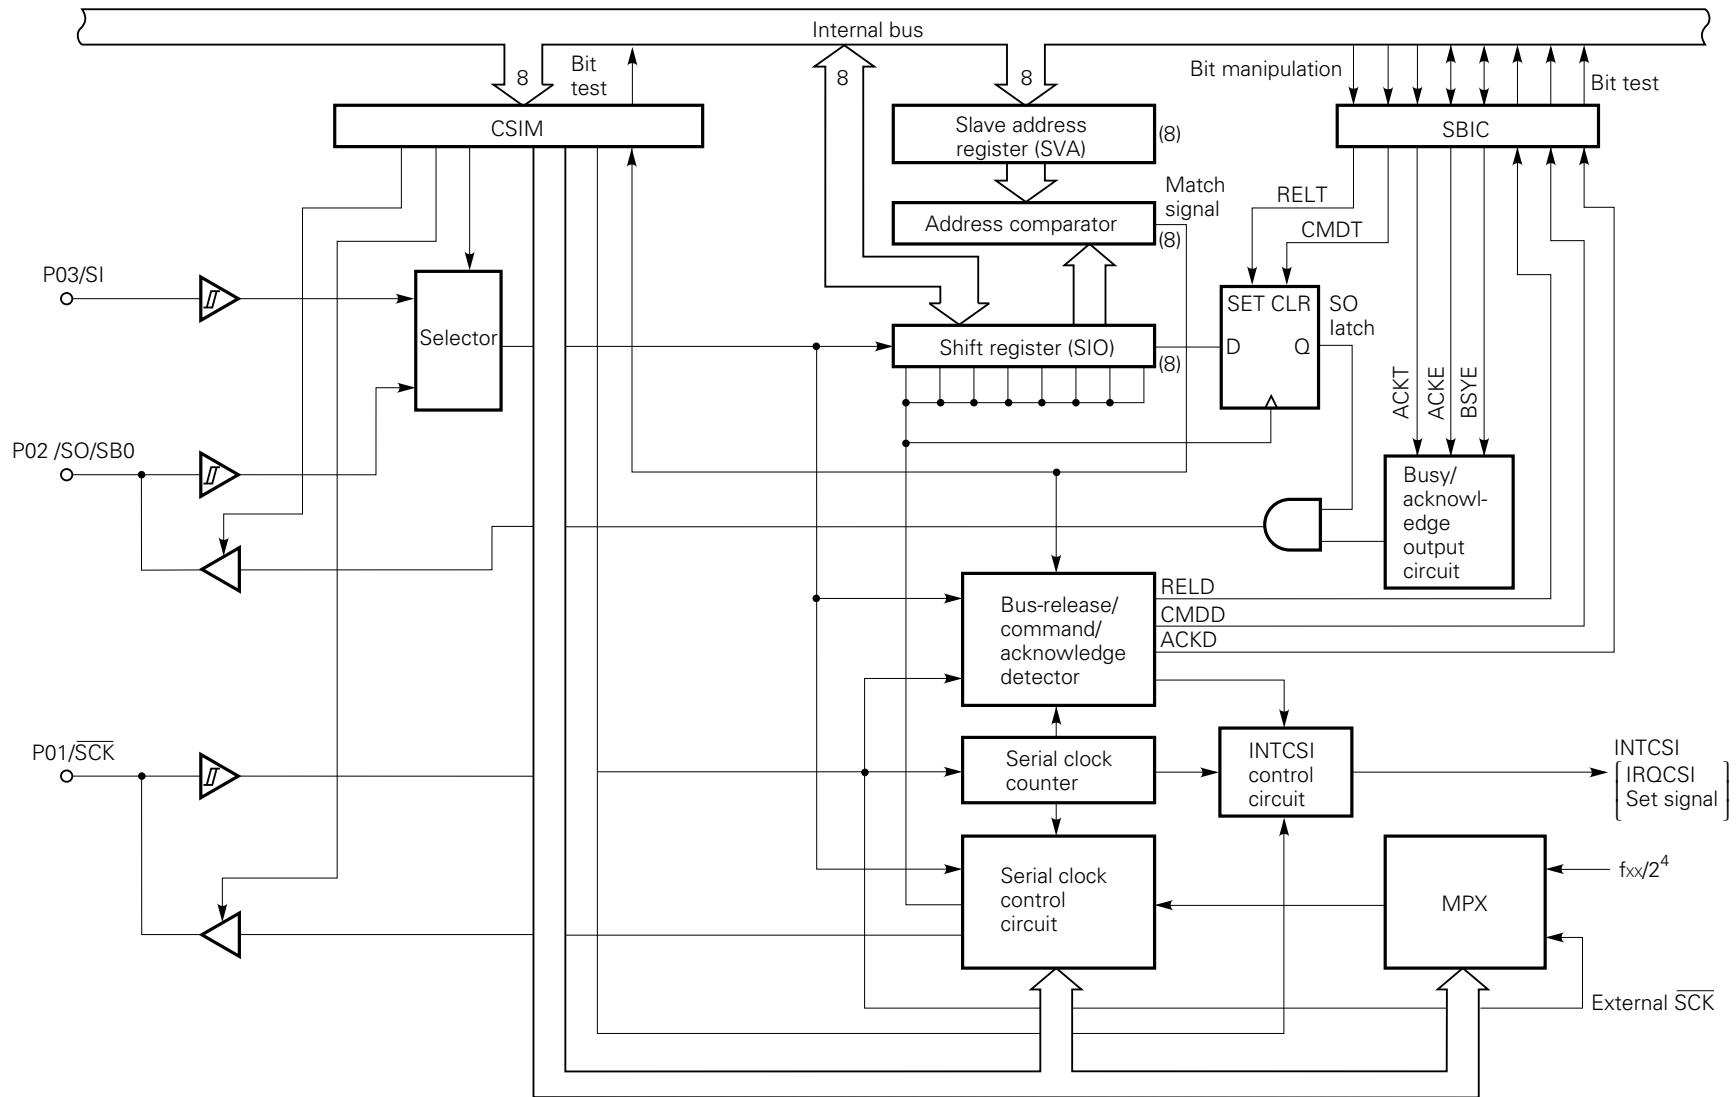 Internal bus
8
Bit
test
8
8
Bit manipulation
Bit test
CSIM
Slave address
register (SVA)
(8)
SBIC
Match
signal
RELT
Address comparator
(8)
CMDT
P03/SI
SET CLR
SO
latch
Selector
Shift register (SIO)
(8)
D
Q
ACKT
ACKE
BSYE
P02 /SO/SB0
Busy/
acknowl-
edge
output
circuit
RELD
Bus-release/
command/
acknowledge
detector
CMDD
ACKD
P01/SCK
Serial clock
counter
INTCSI
control
circuit
INTCSI
IRQCSI
Set signal
Serial clock
control
circuit
MPX
fxx/2⁴
External SCK